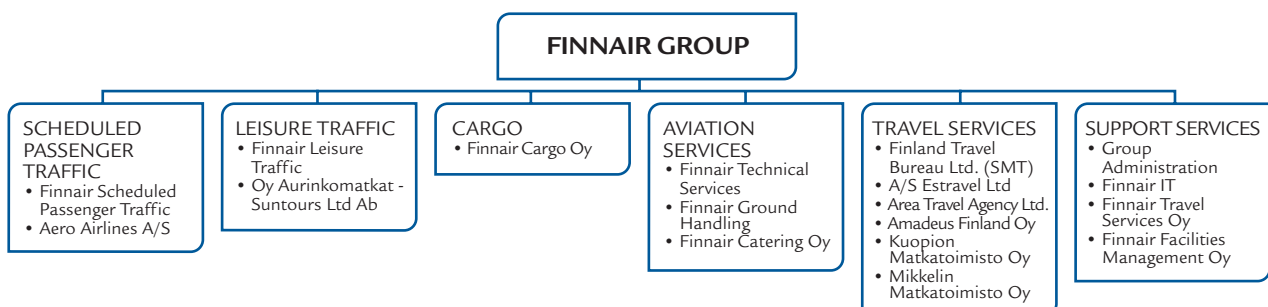 FINNAIR GROUP
SCHEDULED
PASSENGER
TRAFFIC
• Finnair Scheduled
Passenger Traffic
• Aero Airlines A/S
LEISURE TRAFFIC
• Finnair Leisure
Traffic
• Oy Aurinkomatkat -
Suntours Ltd Ab
CARGO
• Finnair Cargo Oy
AVIATION
SERVICES
• Finnair Technical
Services
• Finnair Ground
Handling
• Finnair Catering Oy
TRAVEL SERVICES
• Finland Travel
Bureau Ltd. (SMT)
• A/S Estravel Ltd
• Area Travel Agency Ltd.
• Amadeus Finland Oy
• Kuopion
Matkatoimisto Oy
• Mikkelin
Matkatoimisto Oy
SUPPORT SERVICES
• Group
Administration
• Finnair IT
• Finnair Travel
Services Oy
• Finnair Facilities
Management Oy